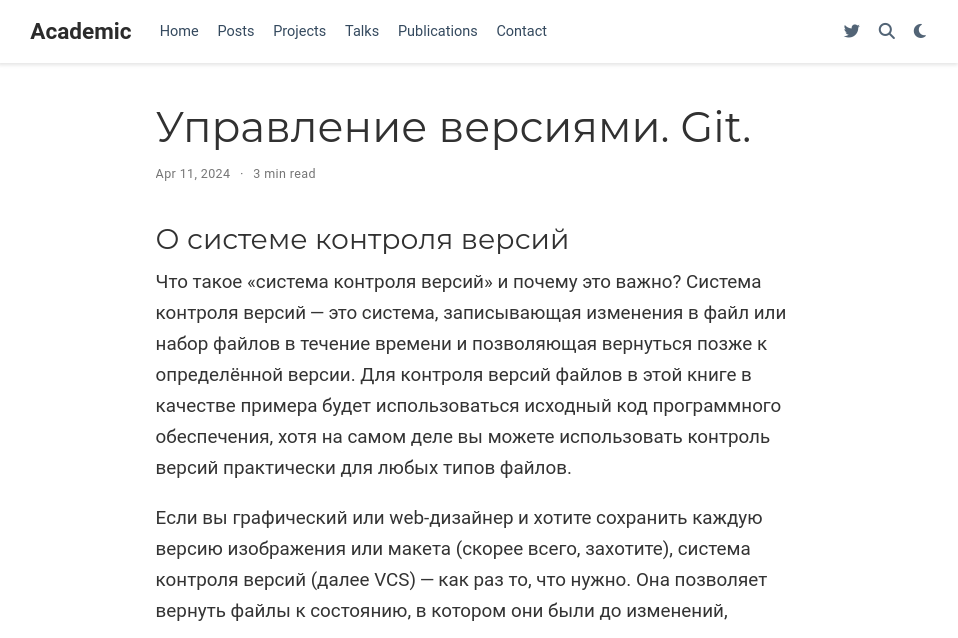 Academic Home Posts Projects Talks Publications Contact
Управление версиями. Git.
Apr 11, 2024 · 3 min read
О системе контроля версий
Что такое «система контроля версий» и почему это важно? Система
контроля версий — это система, записывающая изменения в файл или
набор файлов в течение времени и позволяющая вернуться позже к
определённой версии. Для контроля версий файлов в этой книге в
качестве примера будет использоваться исходный код программного
обеспечения, хотя на самом деле вы можете использовать контроль
версий практически для любых типов файлов.
Если вы графический или web-дизайнер и хотите сохранить каждую
версию изображения или макета (скорее всего, захотите), система
контроля версий (далее VCS) — как раз то, что нужно. Она позволяет
вернуть файлы к состоянию, в котором они были до изменений,